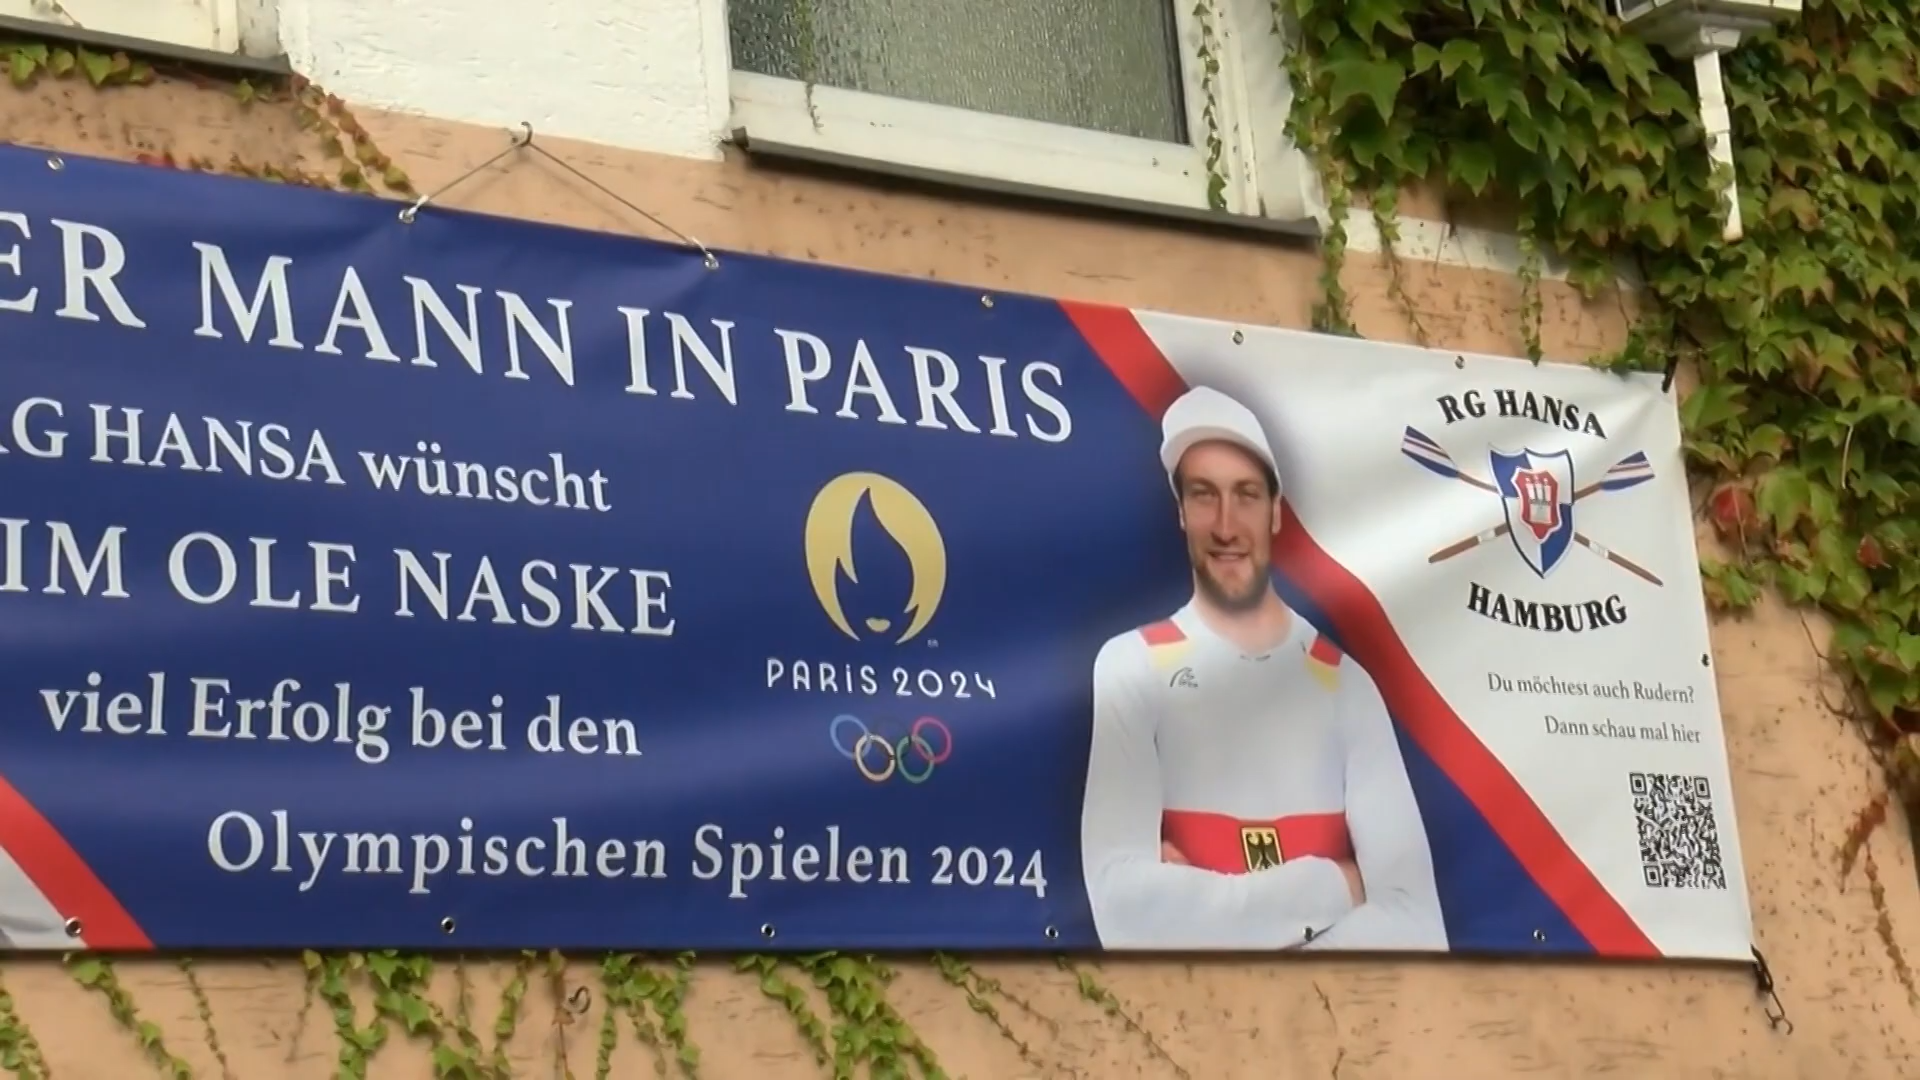 ER MANN IN PARIS
RG HANSA wünscht
IM OLE NASKE
viel Erfolg bei den
Olympischen Spielen 2024
PARIS 2024
RG HANSA
HAMBURG
Du möchtest auch Rudern?
Dann schau mal hier